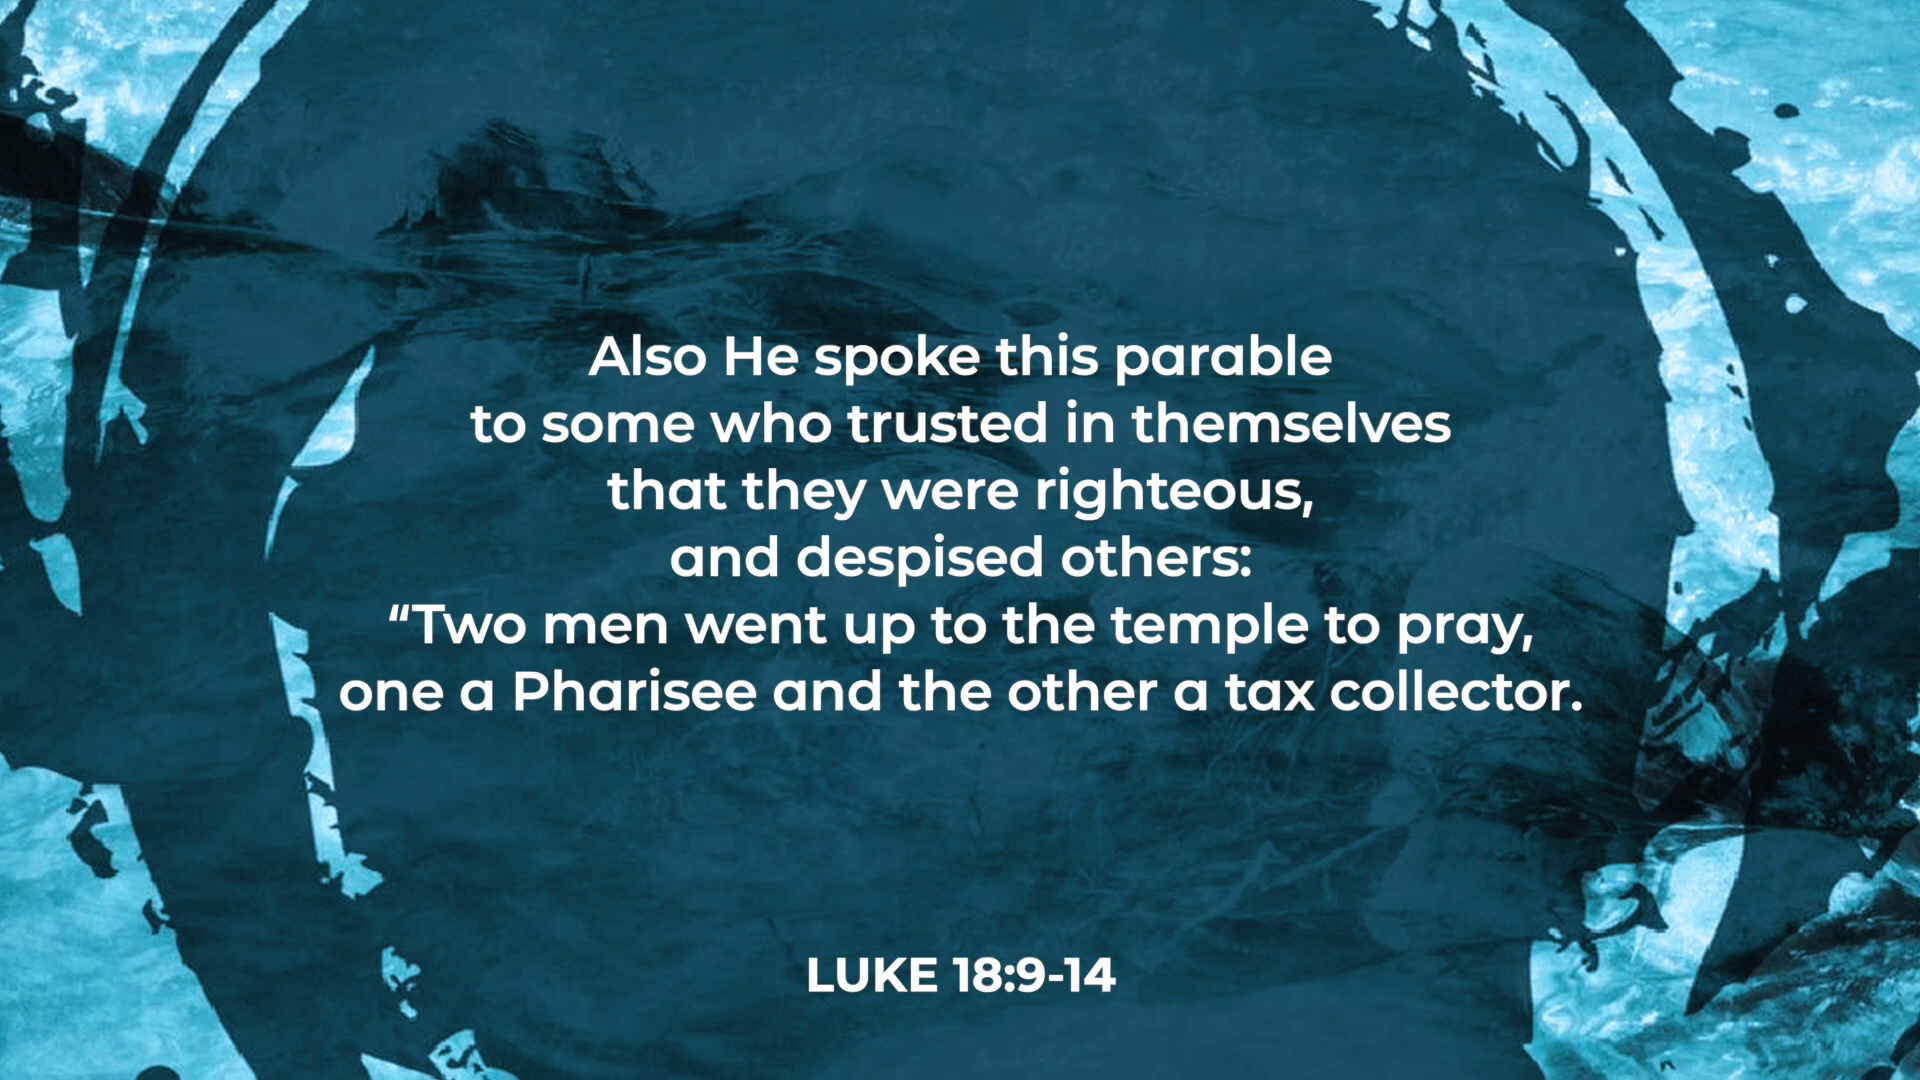 Also He spoke this parable
to some who trusted in themselves
that they were righteous,
and despised others:
“Two men went up to the temple to pray,
one a Pharisee and the other a tax collector.
LUKE 18:9-14